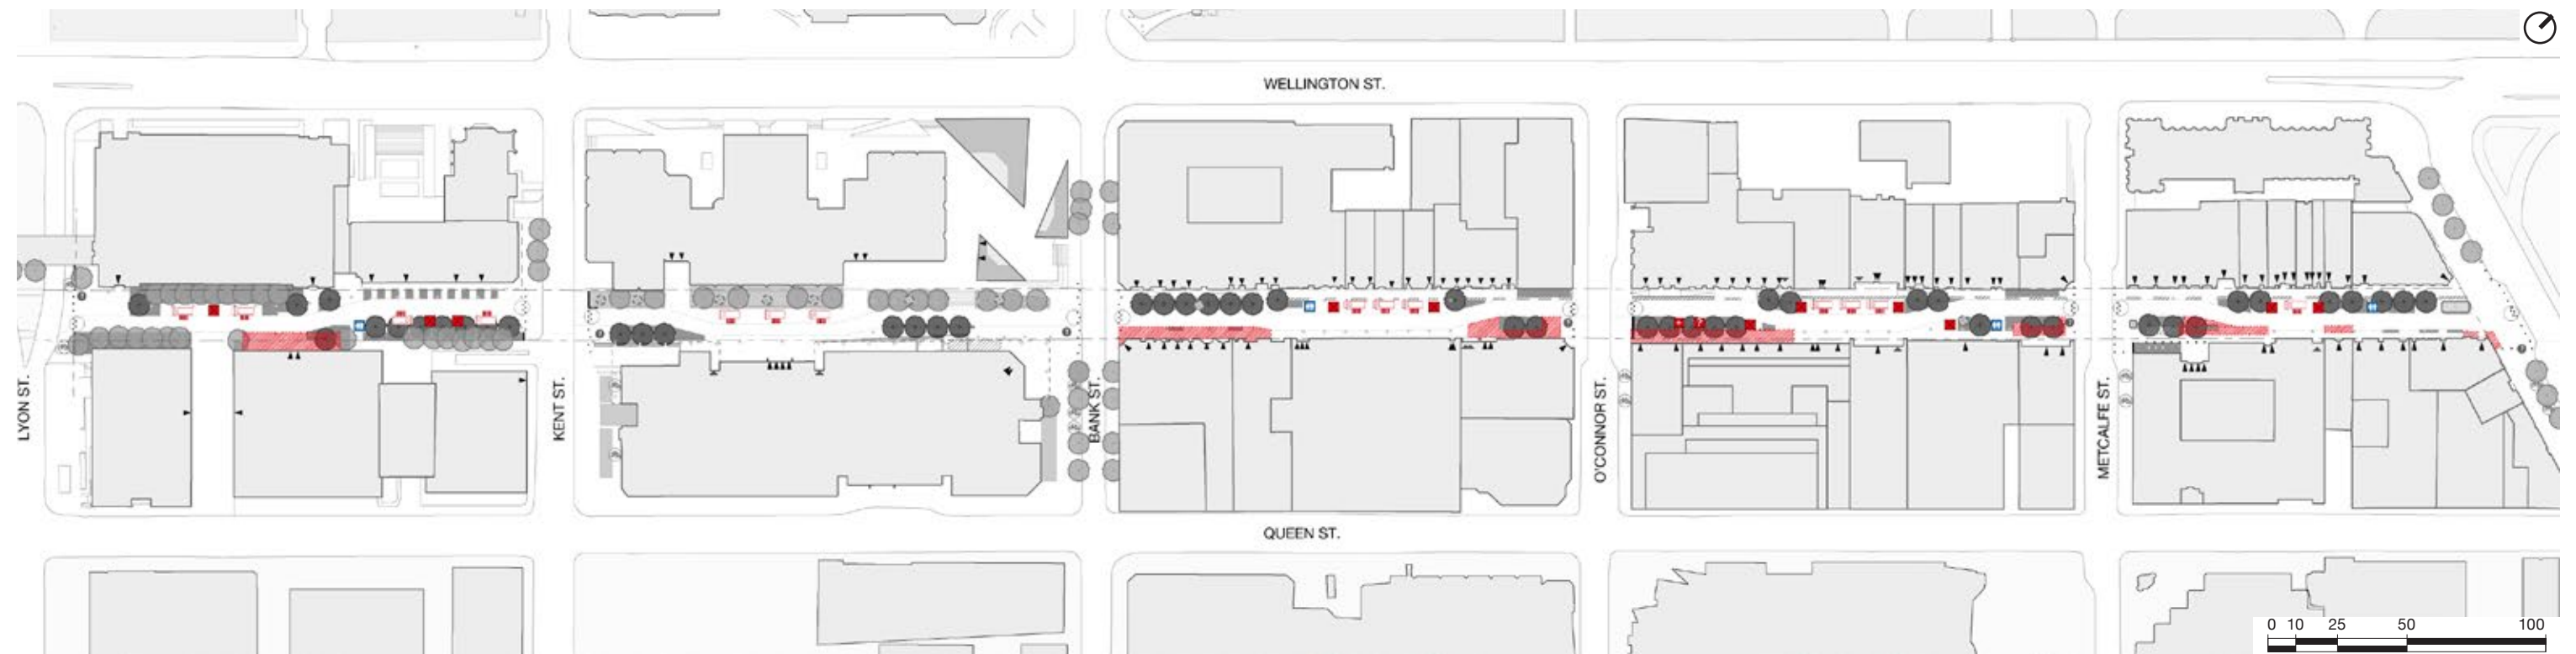 WELLINGTON ST.
LYON ST.
KENT ST.
BANK ST.
O'CONNOR ST.
METCALFE ST.
QUEEN ST.
0 10 25 50 100